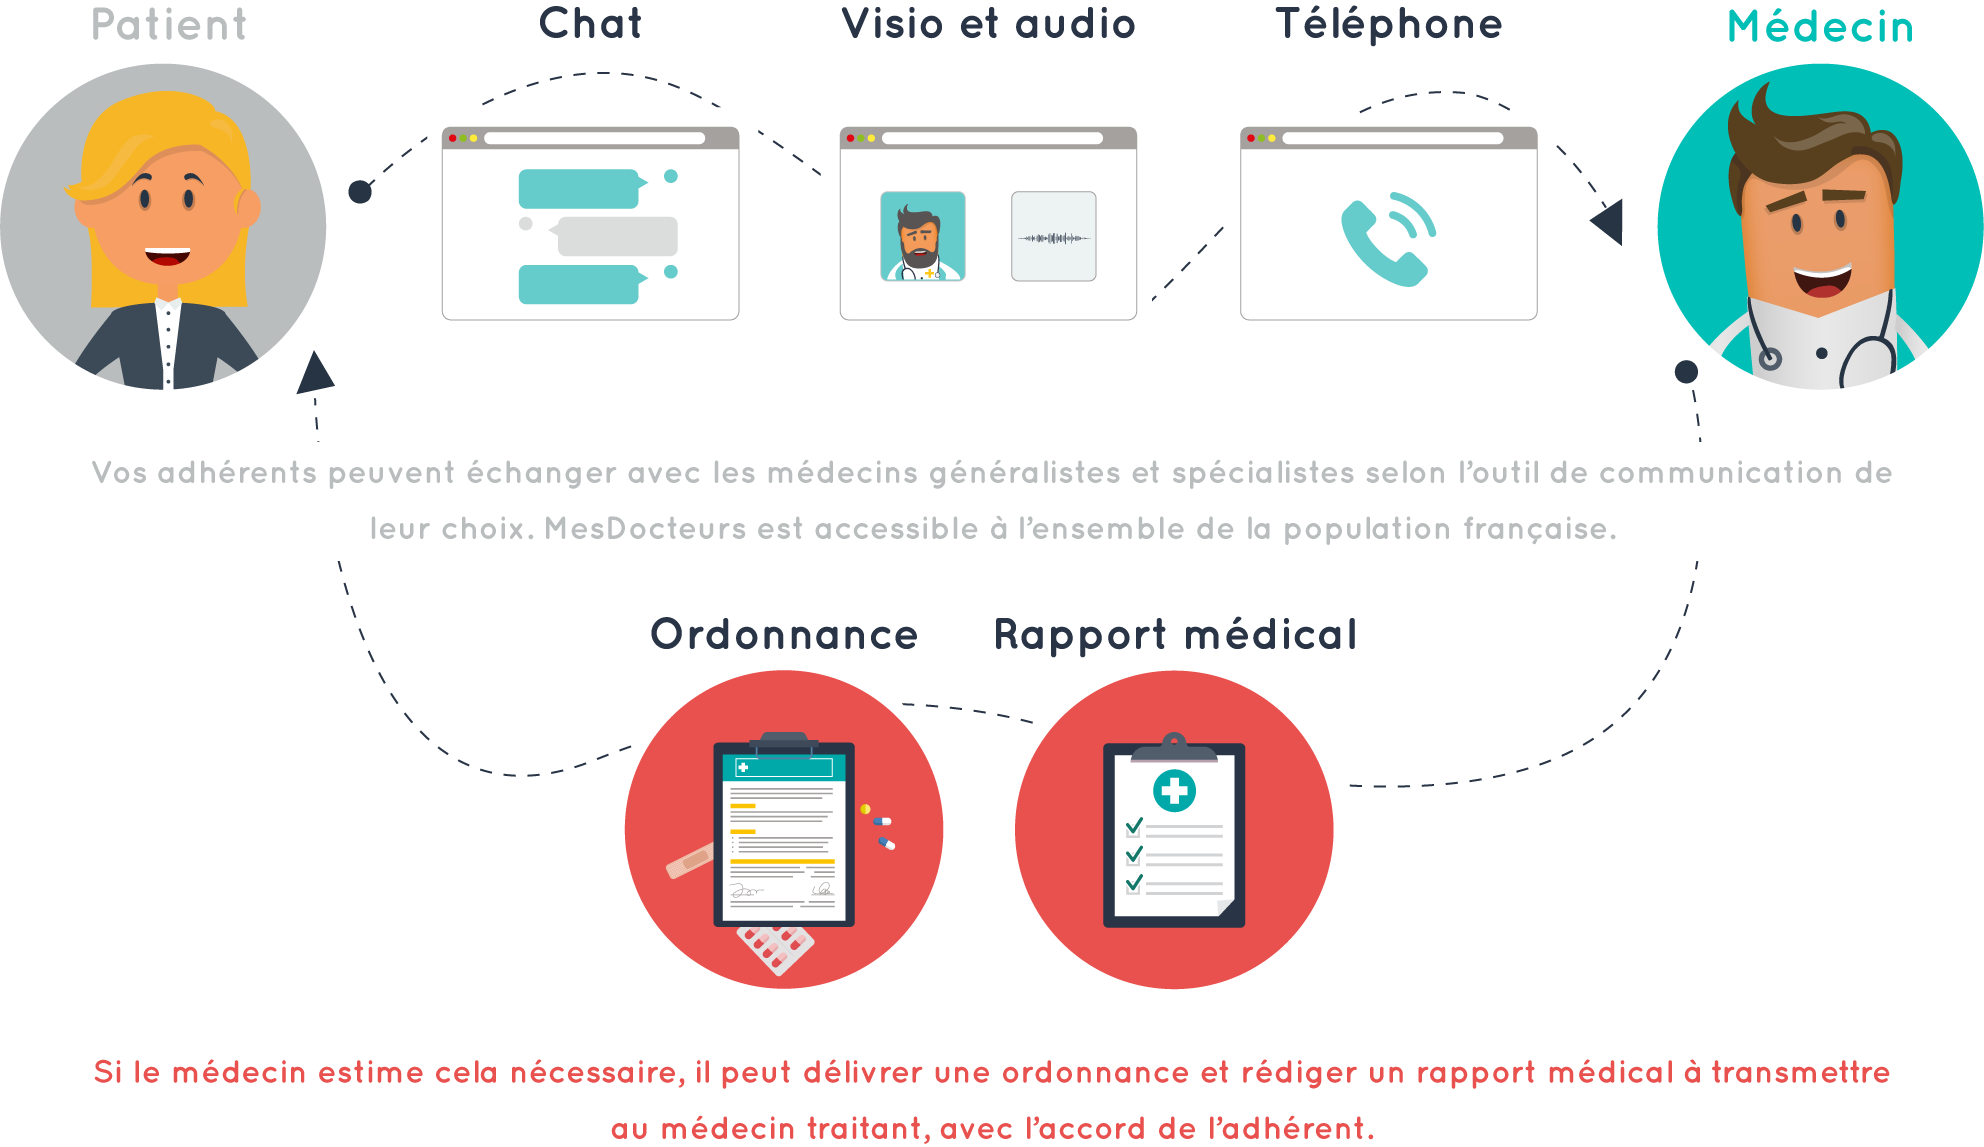 Patient
Chat
Visio et audio
Téléphone
Médecin
Vos adhérents peuvent échanger avec les médecins généralistes et spécialistes selon l’outil de communication de
leur choix. MesDocteurs est accessible à l’ensemble de la population française.
Ordonnance
Rapport médical
Si le médecin estime cela nécessaire, il peut délivrer une ordonnance et rédiger un rapport médical à transmettre
au médecin traitant, avec l’accord de l’adhérent.